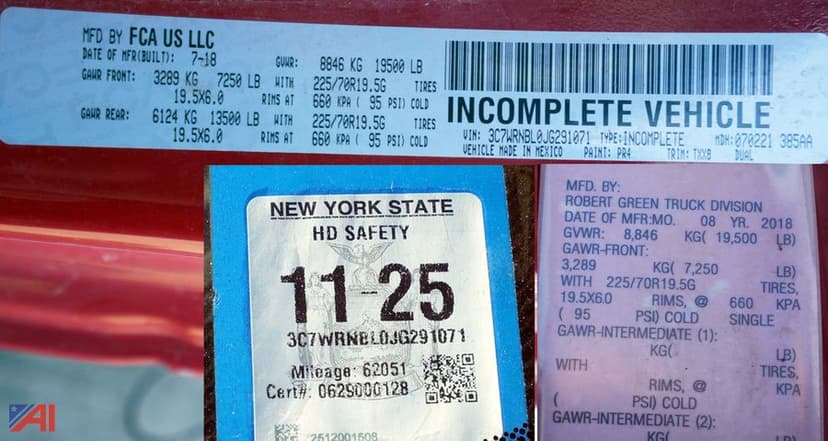 MFD BY FCA US LLC
DATE OF MFR(BUILT): 7-18 GVWR: 8846 KG 19500 LB
GAWR FRONT: 3289 KG 7250 LB WITH 225/70R19.5G TIRES
19.5X6.0 RIMS AT 660 KPA ( 95 PSI) COLD
GAWR REAR: 6124 KG 13500 LB WITH 225/70R19.5G TIRES
19.5X6.0 RIMS AT 660 KPA ( 95 PSI) COLD
INCOMPLETE VEHICLE
VIN: 3C7WRNBL0JG291071 TYPE:INCOMPLETE MDH:070221 385AA
VEHICLE MADE IN MEXICO PAINT: PR4 TRIM: TXX8 DUAL
NEW YORK STATE
HD SAFETY
11 25
3C7WRNBL0JG291071
Mileage: 62051
Cert#: 0629000128
2512001508
MFD. BY:
ROBERT GREEN TRUCK DIVISION
DATE OF MFR:MO. 08 YR. 2018
GVWR: 8,846 KG( 19,500 LB)
GAWR-FRONT:
3,289 KG( 7,250 LB)
WITH 225/70R19.5G TIRES,
19.5X6.0 RIMS, @ 660 KPA
( 95 PSI) COLD SINGLE
GAWR-INTERMEDIATE (1):
KG( LB)
WITH TIRES,
RIMS, @ KPA
( PSI) COLD
GAWR-INTERMEDIATE (2):
KG( LB)
AI